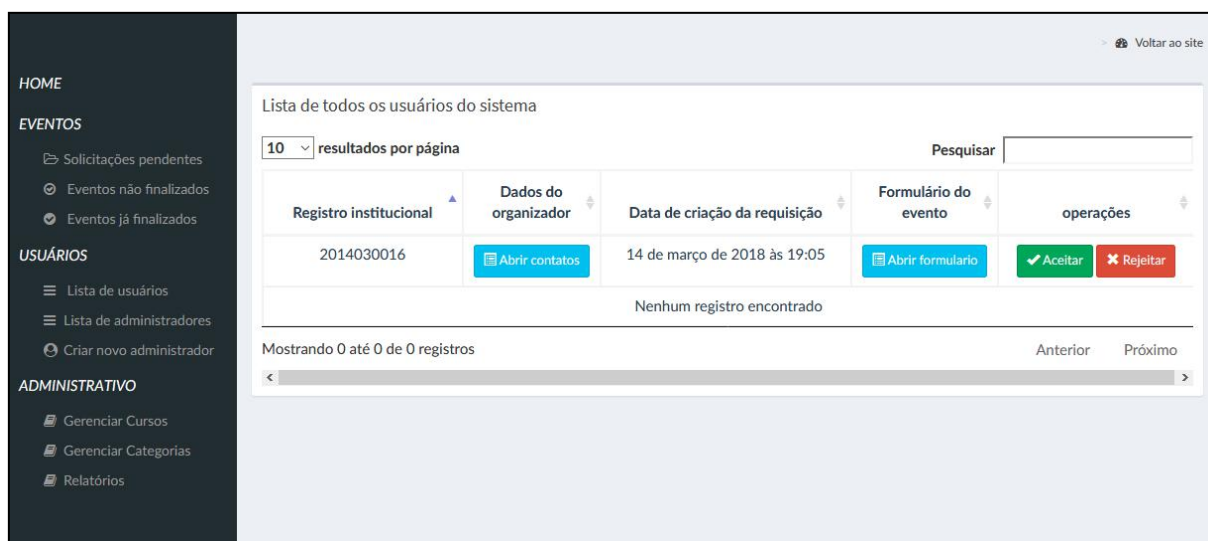 > Voltar ao site
HOME
EVENTOS
Solicitações pendentes
Eventos não finalizados
Eventos já finalizados
USUÁRIOS
Lista de usuários
Lista de administradores
Criar novo administrador
ADMINISTRATIVO
Gerenciar Cursos
Gerenciar Categorias
Relatórios
Lista de todos os usuários do sistema
10 resultados por página
Pesquisar
Registro institucional
Dados do
organizador
Data de criação da requisição
Formulário do
evento
operações
2014030016
Abrir contatos
14 de março de 2018 às 19:05
Abrir formulario
Aceitar
Rejeitar
Nenhum registro encontrado
Mostrando 0 até 0 de 0 registros
Anterior
Próximo